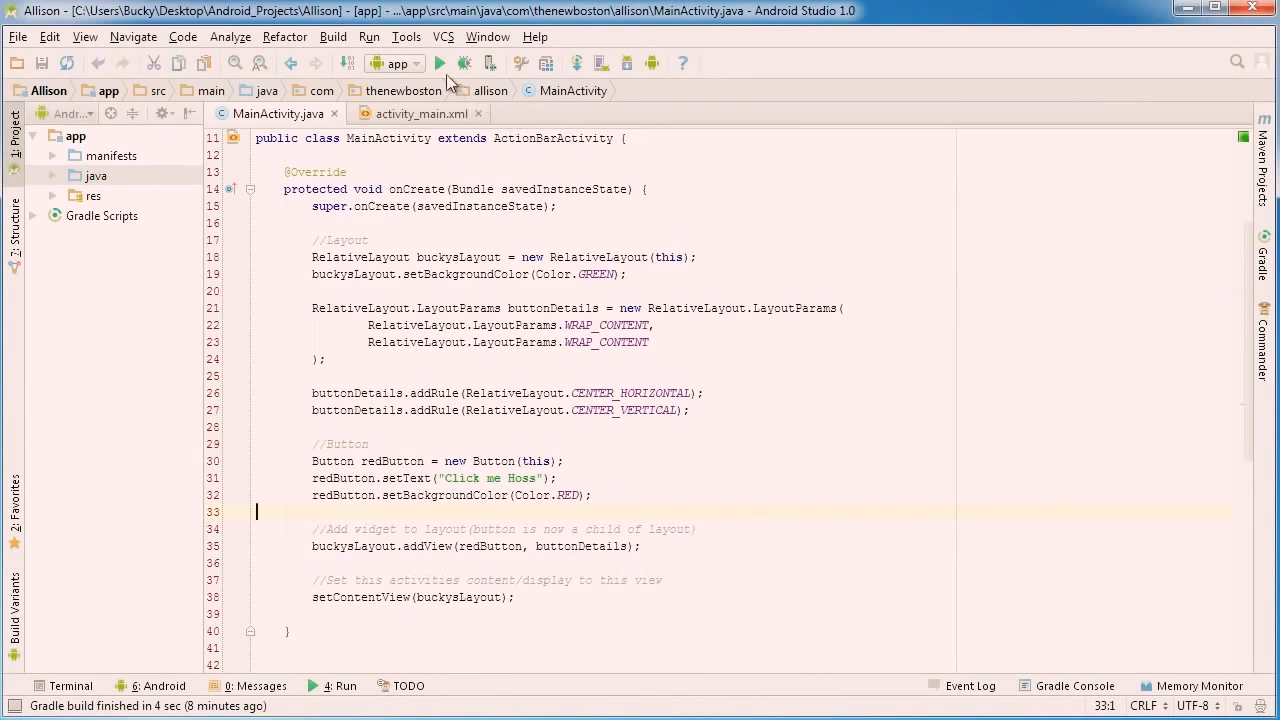 Allison - [C:\Users\Bucky\Desktop\Android_Projects\Allison] - [app] - ...\app\src\main\java\com\thenewboston\allison\MainActivity.java - Android Studio 1.0
File Edit View Navigate Code Analyze Refactor Build Run Tools VCS Window Help
app
Allison app src main java com thenewboston allison MainActivity
1: Project
7: Structure
2: Favorites
Build Variants
Andr...
app
manifests
java
res
Gradle Scripts
MainActivity.java activity_main.xml
11 public class MainActivity extends ActionBarActivity {
12
13 @Override
14 protected void onCreate(Bundle savedInstanceState) {
15 super.onCreate(savedInstanceState);
16
17 //Layout
18 RelativeLayout buckysLayout = new RelativeLayout(this);
19 buckysLayout.setBackgroundColor(Color.GREEN);
20
21 RelativeLayout.LayoutParams buttonDetails = new RelativeLayout.LayoutParams(
22 RelativeLayout.LayoutParams.WRAP_CONTENT,
23 RelativeLayout.LayoutParams.WRAP_CONTENT
24 );
25
26 buttonDetails.addRule(RelativeLayout.CENTER_HORIZONTAL);
27 buttonDetails.addRule(RelativeLayout.CENTER_VERTICAL);
28
29 //Button
30 Button redButton = new Button(this);
31 redButton.setText("Click me Hoss");
32 redButton.setBackgroundColor(Color.RED);
33
34 //Add widget to layout(button is now a child of layout)
35 buckysLayout.addView(redButton, buttonDetails);
36
37 //Set this activities content/display to this view
38 setContentView(buckysLayout);
39
40 }
41
42
m Maven Projects
Gradle
Commander
Terminal 6: Android 0: Messages 4: Run TODO Event Log Gradle Console Memory Monitor
Gradle build finished in 4 sec (8 minutes ago) 33:1 CRLF UTF-8